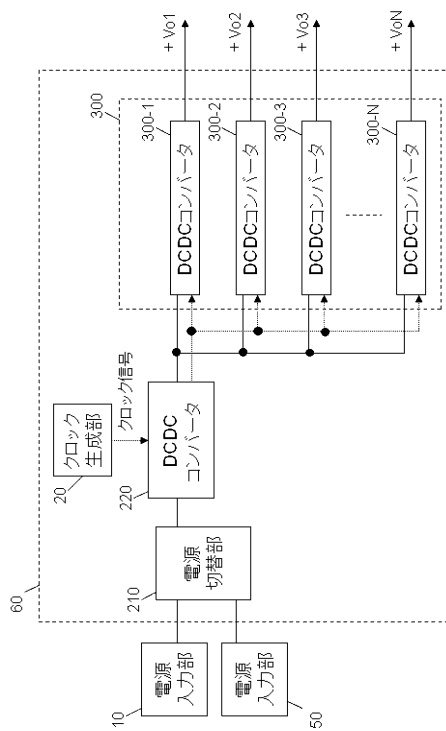 60
10
電源
入力部
50
電源
入力部
210
電源
切替部
20
クロック
生成部
クロック信号
220
DCDC
コンバータ
300
300-1
DCDCコンバータ
+ Vo1
300-2
DCDCコンバータ
+ Vo2
300-3
DCDCコンバータ
+ Vo3
300-N
DCDCコンバータ
+ VoN